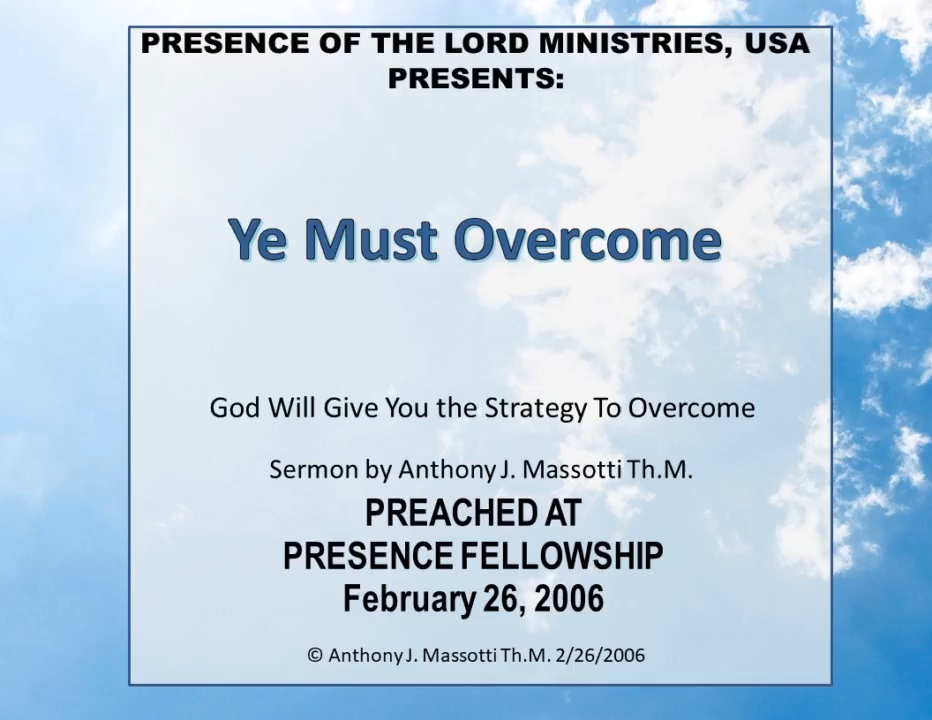 PRESENCE OF THE LORD MINISTRIES, USA
PRESENTS:
Ye Must Overcome
God Will Give You the Strategy To Overcome
Sermon by Anthony J. Massotti Th.M.
PREACHED AT
PRESENCE FELLOWSHIP
February 26, 2006
© Anthony J. Massotti Th.M. 2/26/2006